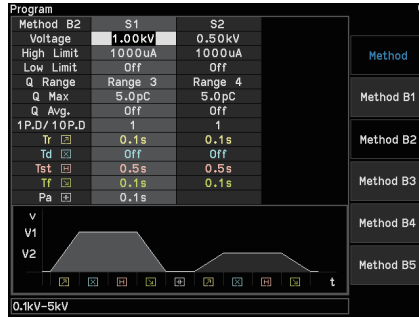 Program
Method B2 S1 S2
Voltage 1.00kV 0.50kV
High Limit 1000uA 1000uA
Low Limit Off Off
Q Range Range 3 Range 4
Q Max 5.0pC 5.0pC
Q Avg. Off Off
1P.D/10P.D 1 1
Tr 0.1s 0.1s
Td Off Off
Tst 0.5s 0.5s
Tf 0.1s 0.1s
Pa 0.1s
V
V1
V2
t
0.1kV-5kV
Method
Method B1
Method B2
Method B3
Method B4
Method B5